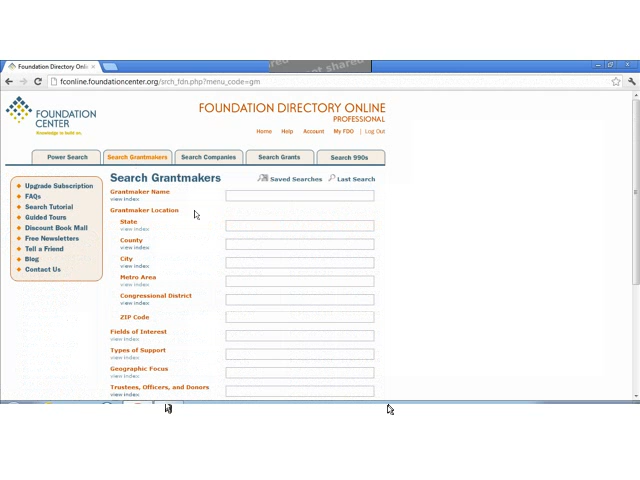 Foundation Directory Onli
not shared
fconline.foundationcenter.org/srch_fdn.php?menu_code=gm
FOUNDATION
CENTER
Knowledge to build on.
FOUNDATION DIRECTORY ONLINE
PROFESSIONAL
Home Help Account My FDO | Log Out
Power Search Search Grantmakers Search Companies Search Grants Search 990s
Upgrade Subscription
FAQs
Search Tutorial
Guided Tours
Discount Book Mall
Free Newsletters
Tell a Friend
Blog
Contact Us
Search Grantmakers
Saved Searches Last Search
Grantmaker Name
view index
Grantmaker Location
State
view index
County
view index
City
view index
Metro Area
view index
Congressional District
view index
ZIP Code
Fields of Interest
view index
Types of Support
view index
Geographic Focus
view index
Trustees, Officers, and Donors
view index